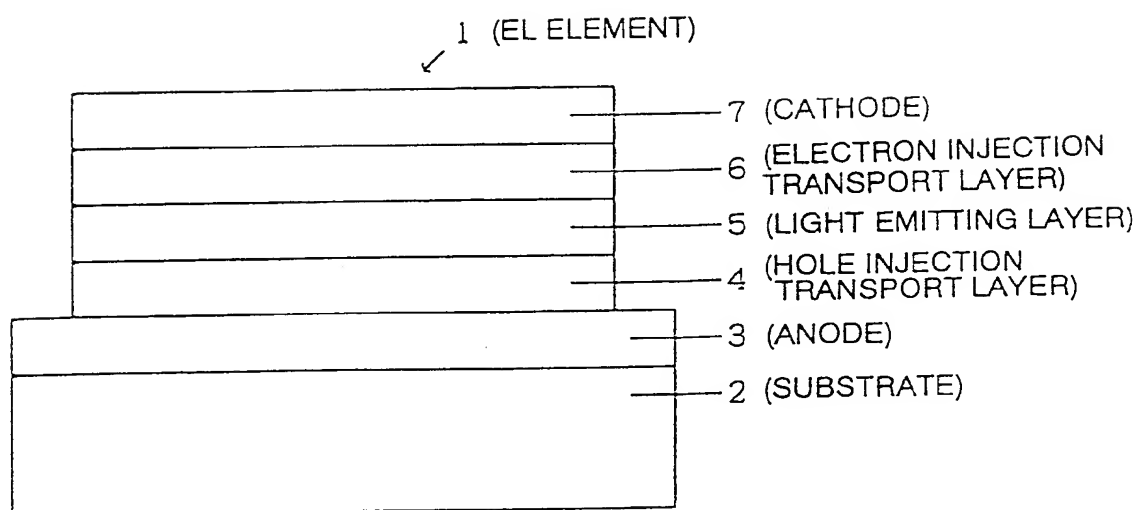 1 (EL ELEMENT)
7 (CATHODE)
6 (ELECTRON INJECTION
TRANSPORT LAYER)
5 (LIGHT EMITTING LAYER)
4 (HOLE INJECTION
TRANSPORT LAYER)
3 (ANODE)
2 (SUBSTRATE)